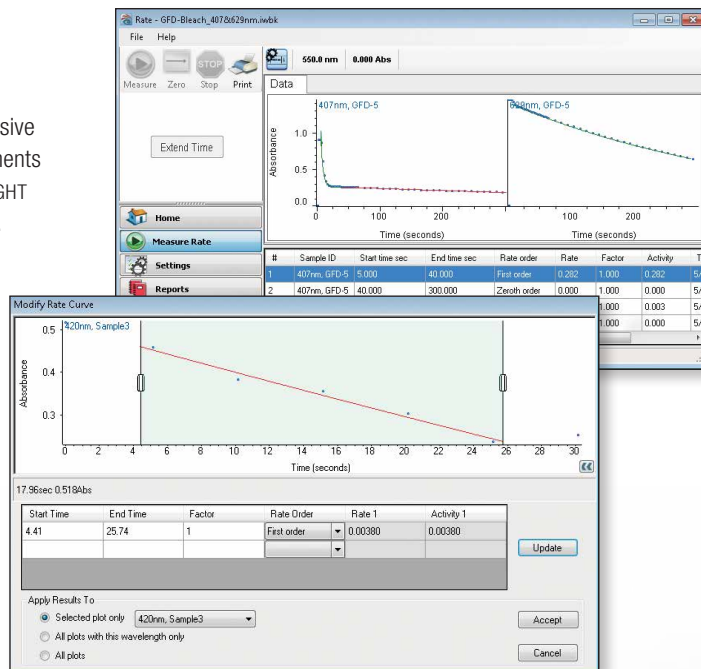 sive
ments
GHT
Rate - GFD-Bleach_407&629nm.iwbk
File Help
Measure Zero Stop Print
550.0 nm 0.000 Abs
Extend Time
Home
Measure Rate
Settings
Reports
Data
407nm, GFD-5
GFD-5
Absorbance
1.0
0.5
0.0
0 100 200
100 200
Time (seconds) Time (seconds)
# Sample ID Start time sec End time sec Rate order Rate Factor Activity T
1 407nm, GFD-5 5.000 40.000 First order 0.282 1.000 0.282 5/
2 407nm, GFD-5 40.000 300.000 Zeroth order 0.000 1.000 0.000 5/
1.000 0.003 5/
1.000 0.000 5/
Modify Rate Curve
420nm, Sample3
Absorbance
0.5
0.4
0.3
0 2 4 6 8 10 12 14 16 18 20 22 24 26 28 30
Time (seconds)
17.96sec 0.518Abs
Start Time End Time Factor Rate Order Rate 1 Activity 1
4.41 25.74 1 First order 0.00380 0.00380
Update
Apply Results To
Selected plot only 420nm, Sample3
All plots with this wavelength only
All plots
Accept
Cancel